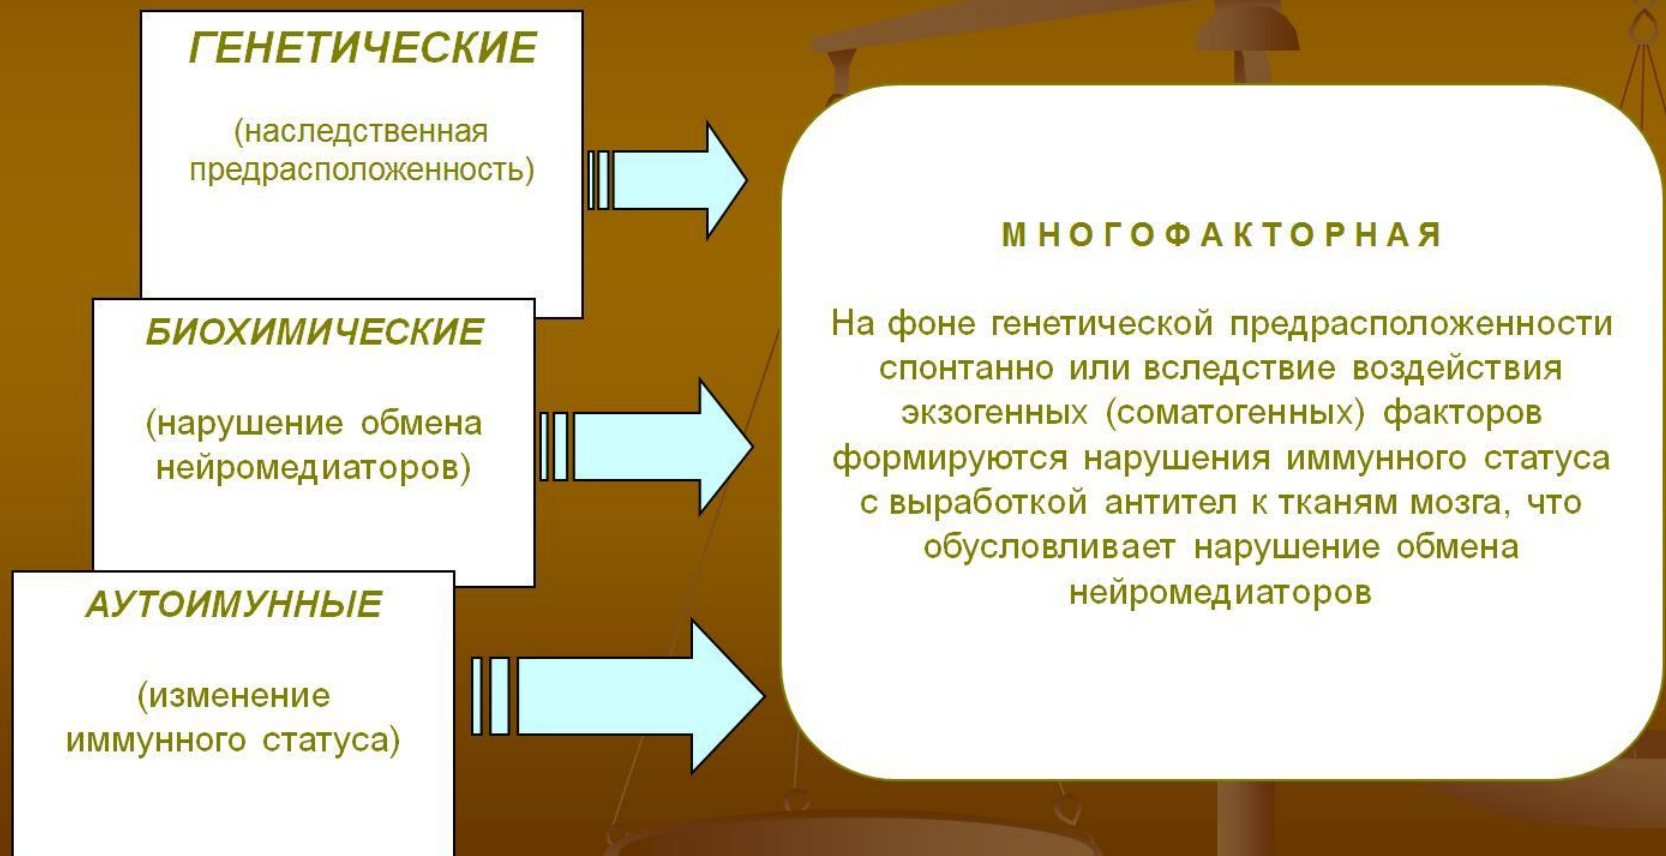 ГЕНЕТИЧЕСКИЕ
(наследственная
предрасположенность)
БИОХИМИЧЕСКИЕ
(нарушение обмена
нейромедиаторов)
АУТОИМУННЫЕ
(изменение
иммунного статуса)
МНОГОФАКТОРНАЯ
На фоне генетической предрасположенности
спонтанно или вследствие воздействия
экзогенных (соматогенных) факторов
формируются нарушения иммунного статуса
с выработкой антител к тканям мозга, что
обусловливает нарушение обмена
нейромедиаторов